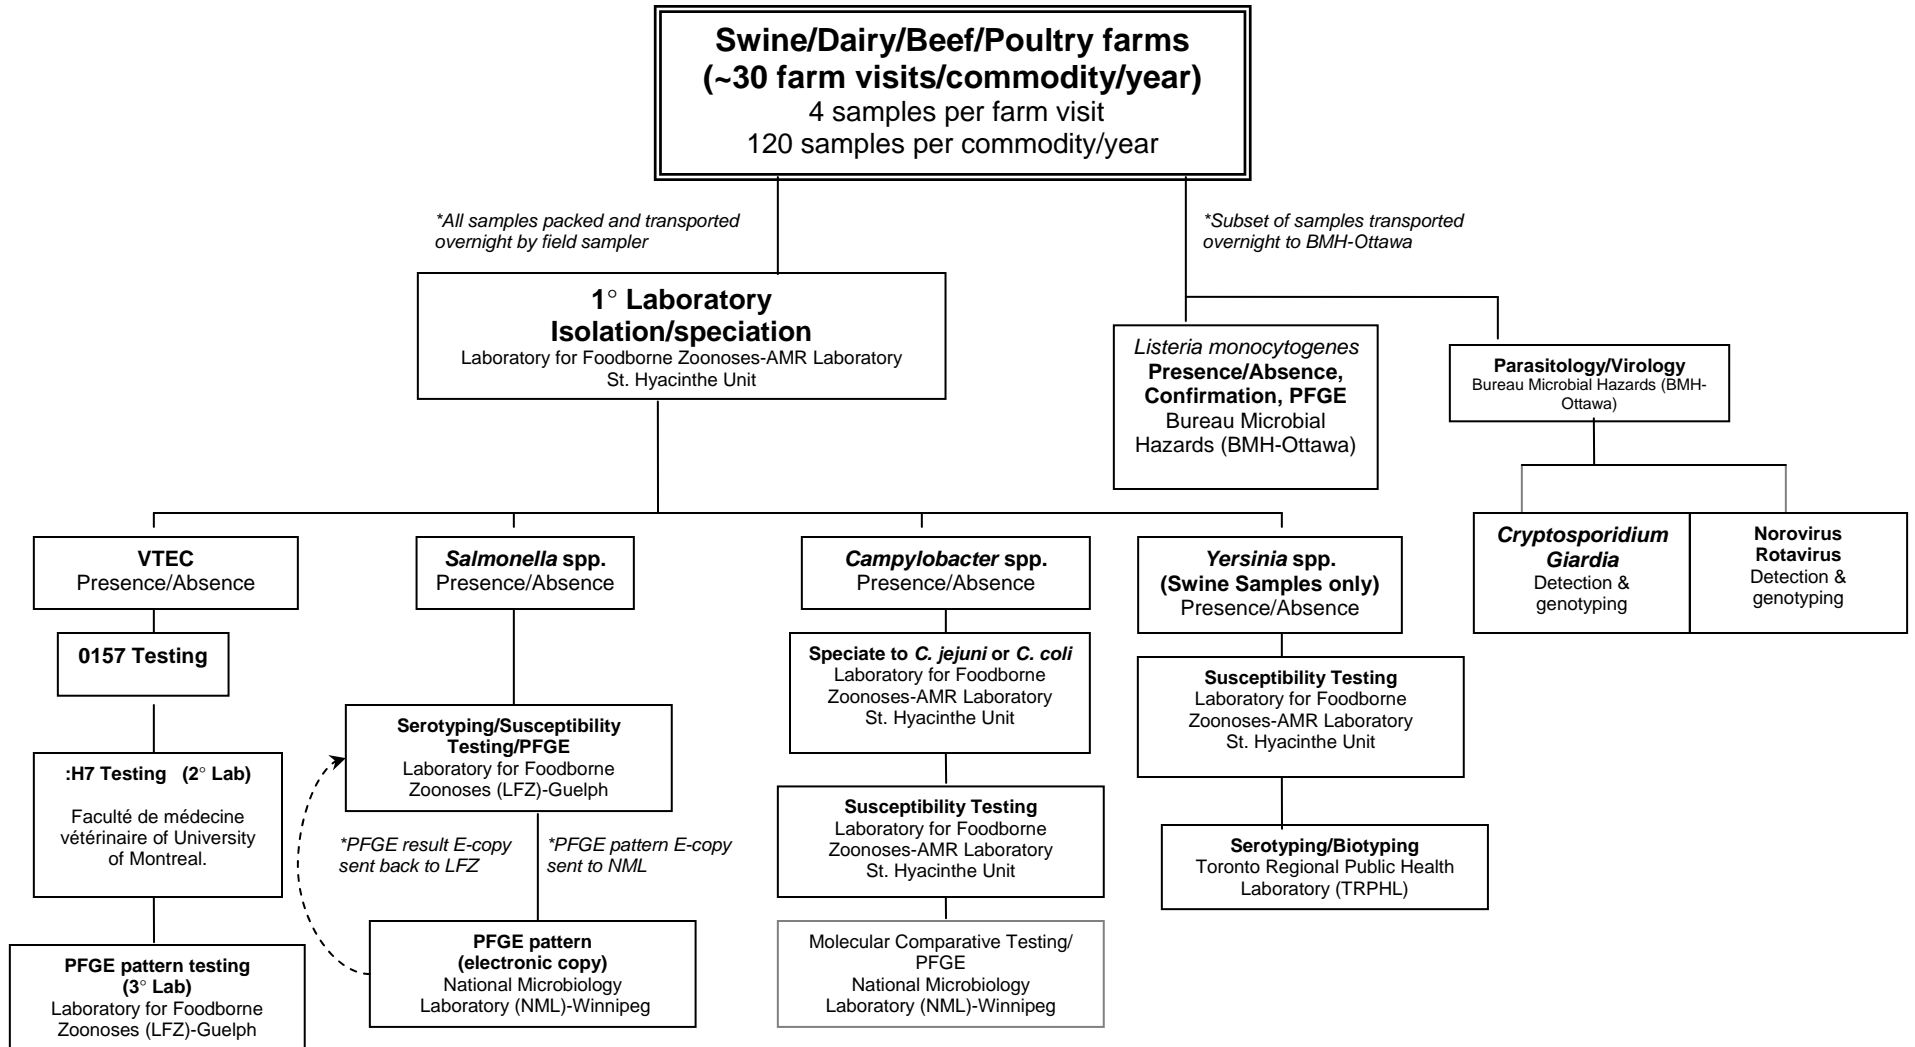 Swine/Dairy/Beef/Poultry farms
(~30 farm visits/commodity/year)
4 samples per farm visit
120 samples per commodity/year
*All samples packed and transported
overnight by field sampler
*Subset of samples transported
overnight to BMH-Ottawa
1° Laboratory
Isolation/speciation
Laboratory for Foodborne Zoonoses-AMR Laboratory
St. Hyacinthe Unit
Listeria monocytogenes
Presence/Absence,
Confirmation, PFGE
Bureau Microbial
Hazards (BMH-Ottawa)
Parasitology/Virology
Bureau Microbial Hazards (BMH-
Ottawa)
Cryptosporidium
Giardia
Detection &
genotyping
Norovirus
Rotavirus
Detection &
genotyping
VTEC
Presence/Absence
0157 Testing
:H7 Testing (2° Lab)
Faculté de médecine
vétérinaire of University
of Montreal.
PFGE pattern testing
(3° Lab)
Laboratory for Foodborne
Zoonoses (LFZ)-Guelph
Salmonella spp.
Presence/Absence
Serotyping/Susceptibility
Testing/PFGE
Laboratory for Foodborne
Zoonoses (LFZ)-Guelph
*PFGE result E-copy
sent back to LFZ
*PFGE pattern E-copy
sent to NML
PFGE pattern
(electronic copy)
National Microbiology
Laboratory (NML)-Winnipeg
Campylobacter spp.
Presence/Absence
Speciate to C. jejuni or C. coli
Laboratory for Foodborne
Zoonoses-AMR Laboratory
St. Hyacinthe Unit
Susceptibility Testing
Laboratory for Foodborne
Zoonoses-AMR Laboratory
St. Hyacinthe Unit
Molecular Comparative Testing/
PFGE
National Microbiology
Laboratory (NML)-Winnipeg
Yersinia spp.
(Swine Samples only)
Presence/Absence
Susceptibility Testing
Laboratory for Foodborne
Zoonoses-AMR Laboratory
St. Hyacinthe Unit
Serotyping/Biotyping
Toronto Regional Public Health
Laboratory (TRPHL)